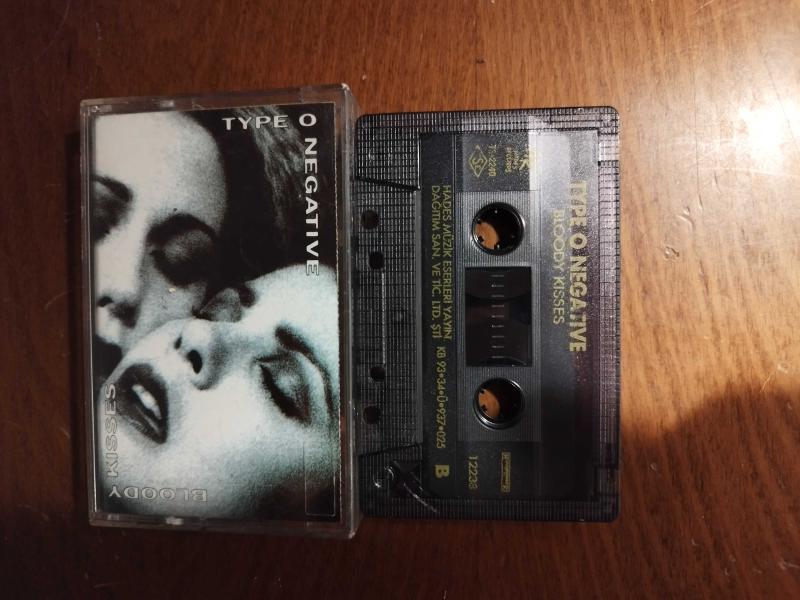 TYPE O NEGATIVE
BLOODY KISSES
TYPE O NEGATIVE
BLOODY KISSES
HADES MÜZİK ESERLERİ YAYIN
DAĞITIM SAN. VE TİC. LTD. ŞTİ
KB 93•34•Ü•937•025
B
12238